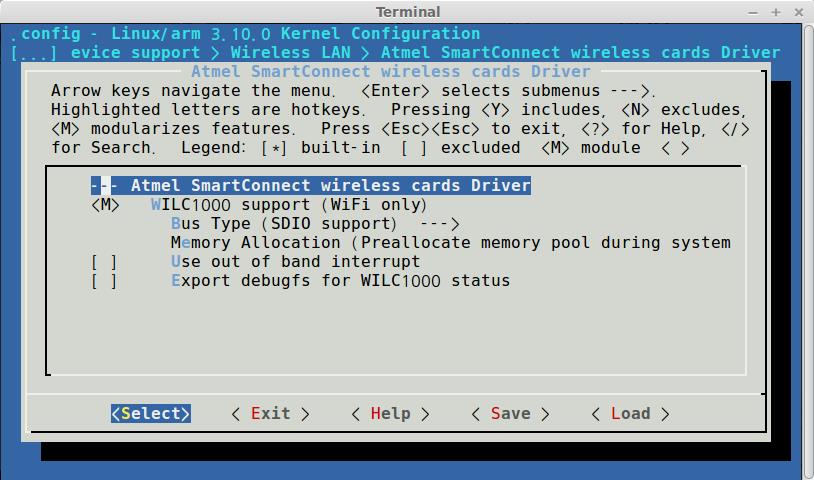 Terminal
.config - Linux/arm 3.10.0 Kernel Configuration
[...] evice support > Wireless LAN > Atmel SmartConnect wireless cards Driver
Atmel SmartConnect wireless cards Driver
Arrow keys navigate the menu. <Enter> selects submenus --->.
Highlighted letters are hotkeys. Pressing <Y> includes, <N> excludes,
<M> modularizes features. Press <Esc><Esc> to exit, <?> for Help, </>
for Search. Legend: [*] built-in [ ] excluded <M> module < >
--- Atmel SmartConnect wireless cards Driver
<M> WILC1000 support (WiFi only)
Bus Type (SDIO support) --->
Memory Allocation (Preallocate memory pool during system
[ ] Use out of band interrupt
[ ] Export debugfs for WILC1000 status
<Select> < Exit > < Help > < Save > < Load >